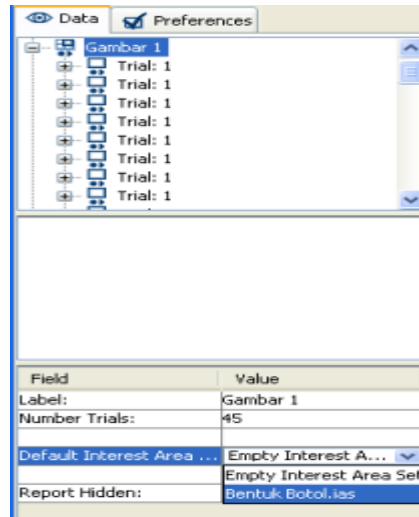 Data Preferences
Gambar 1
Trial: 1
Trial: 1
Trial: 1
Trial: 1
Trial: 1
Trial: 1
Trial: 1
Trial: 1
Field Value
Label: Gambar 1
Number Trials: 45
Default Interest Area ... Empty Interest A...
Empty Interest Area Set
Report Hidden: Bentuk Botol.ias